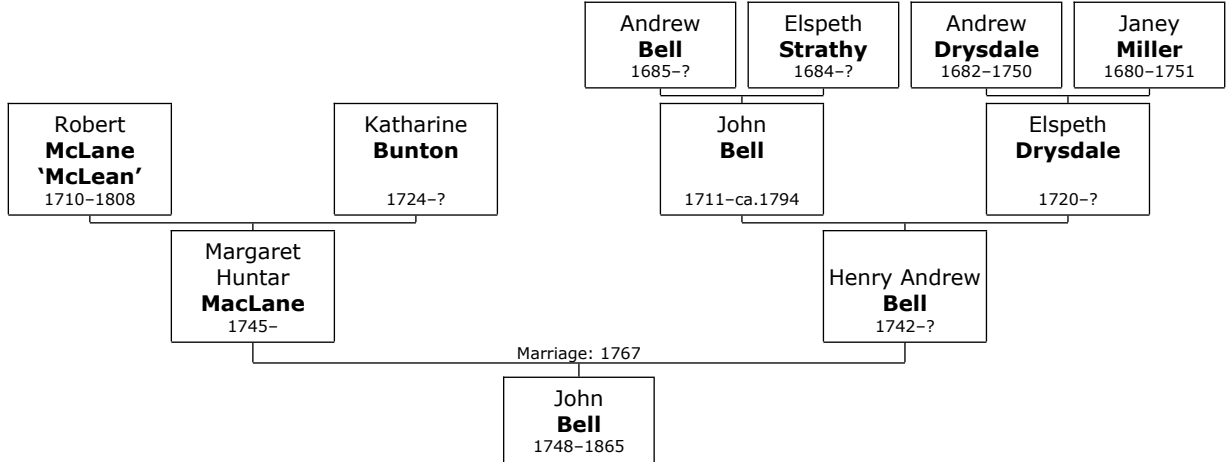 Andrew
Bell
1685–?
Elspeth
Strathy
1684–?
Andrew
Drysdale
1682–1750
Janey
Miller
1680–1751
Robert
McLane
‘McLean’
1710–1808
Katharine
Bunton
1724–?
John
Bell
1711–ca.1794
Elspeth
Drysdale
1720–?
Margaret
Huntar
MacLane
1745–
Henry Andrew
Bell
1742–?
Marriage: 1767
John
Bell
1748–1865